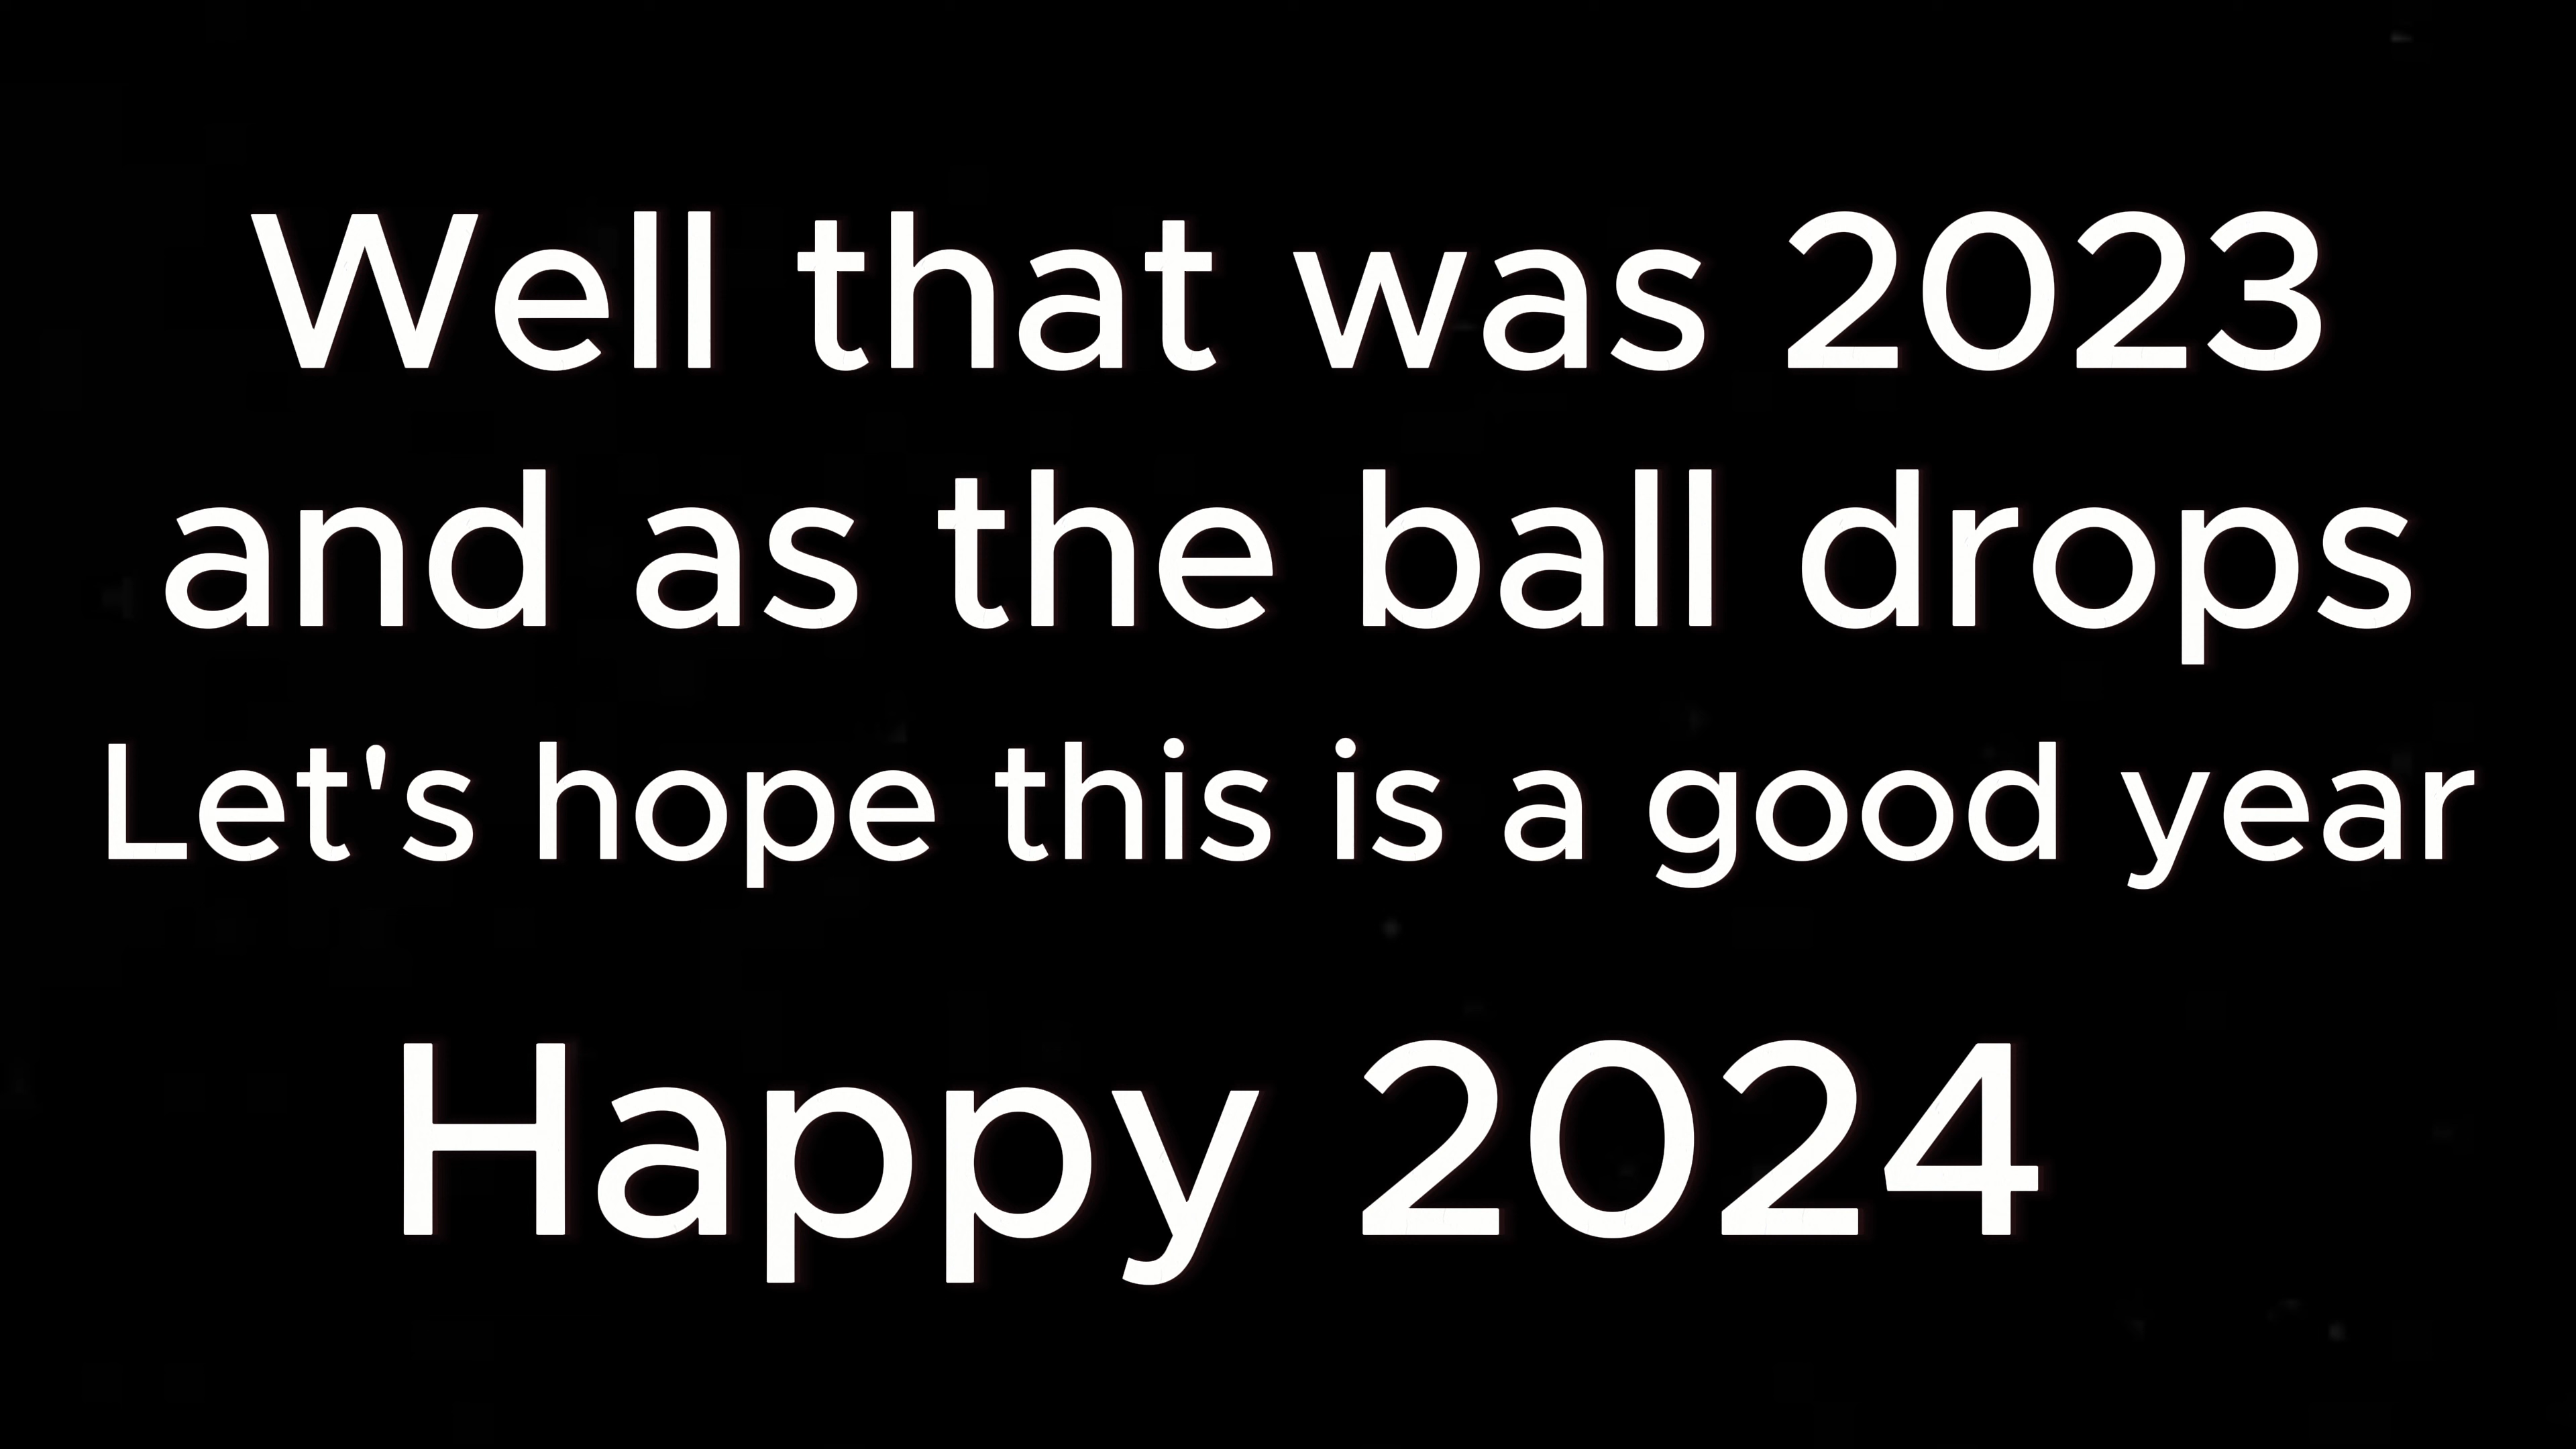 Well that was 2023
and as the ball drops
Let's hope this is a good year
Happy 2024